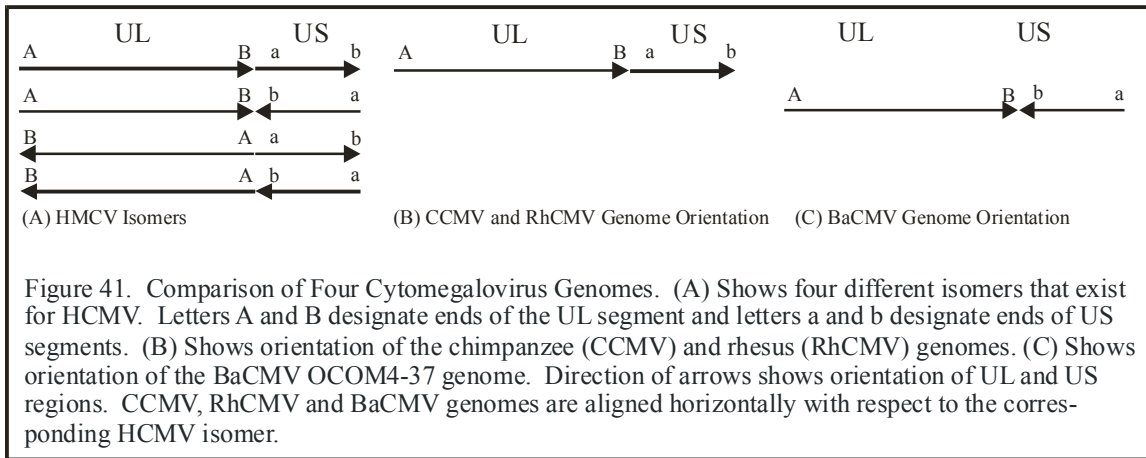 UL US UL US UL US
A B a b A B a b
A B b a A B b a
B A a b
B A b a
(A) HMCV Isomers (B) CCMV and RhCMV Genome Orientation (C) BaCMV Genome Orientation
Figure 41. Comparison of Four Cytomegalovirus Genomes. (A) Shows four different isomers that exist
for HCMV. Letters A and B designate ends of the UL segment and letters a and b designate ends of US
segments. (B) Shows orientation of the chimpanzee (CCMV) and rhesus (RhCMV) genomes. (C) Shows
orientation of the BaCMV OCOM4-37 genome. Direction of arrows shows orientation of UL and US
regions. CCMV, RhCMV and BaCMV genomes are aligned horizontally with respect to the corres-
ponding HCMV isomer.